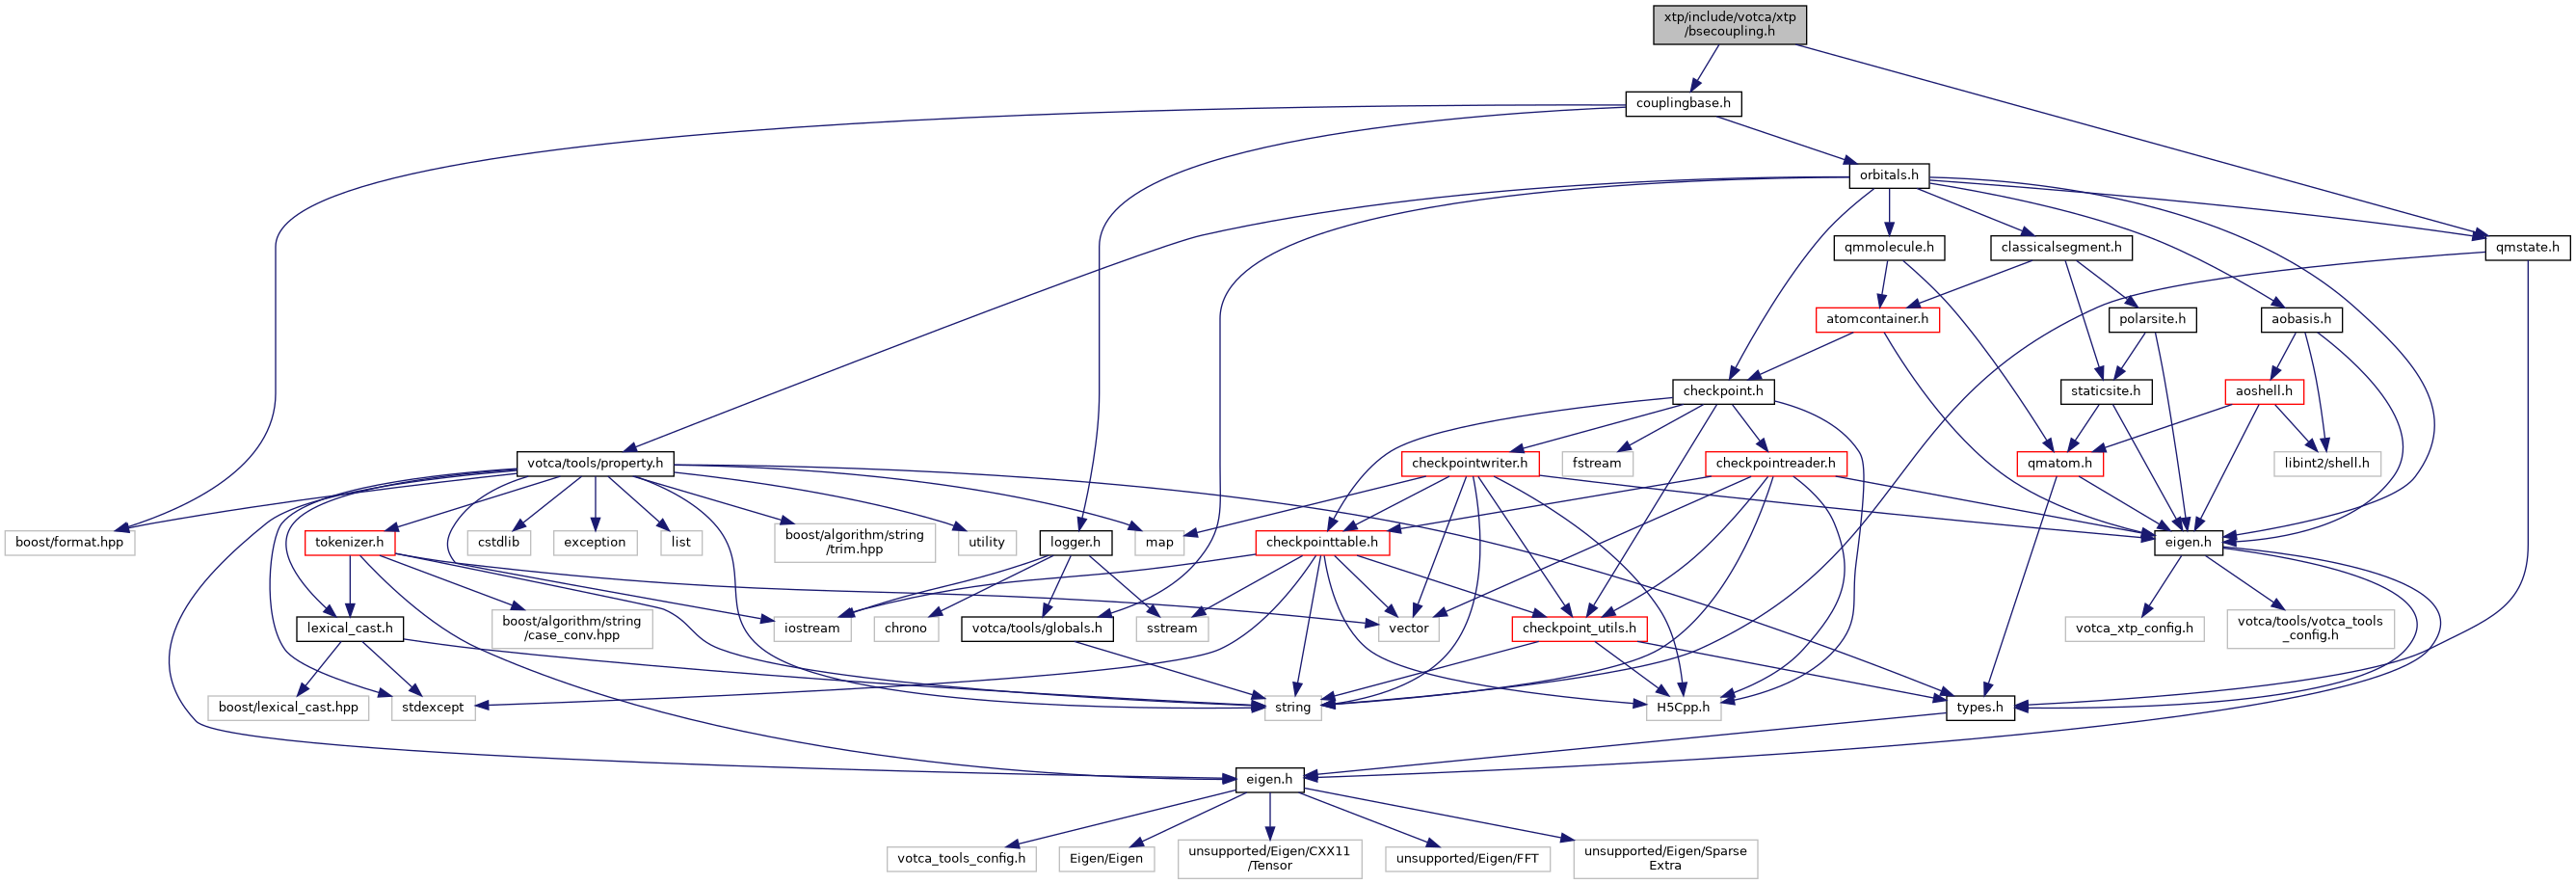 xtp/include/votca/xtp
/bsecoupling.h
couplingbase.h
orbitals.h
qmmolecule.h
classicalsegment.h
qmstate.h
atomcontainer.h
polarsite.h
aobasis.h
checkpoint.h
staticsite.h
aoshell.h
votca/tools/property.h
checkpointwriter.h
fstream
checkpointreader.h
qmatom.h
libint2/shell.h
boost/format.hpp
tokenizer.h
cstdlib
exception
list
boost/algorithm/string
/trim.hpp
utility
logger.h
map
checkpointtable.h
eigen.h
lexical_cast.h
boost/algorithm/string
/case_conv.hpp
iostream
chrono
votca/tools/globals.h
sstream
vector
checkpoint_utils.h
votca_xtp_config.h
votca/tools/votca_tools
_config.h
boost/lexical_cast.hpp
stdexcept
string
H5Cpp.h
types.h
eigen.h
votca_tools_config.h
Eigen/Eigen
unsupported/Eigen/CXX11
/Tensor
unsupported/Eigen/FFT
unsupported/Eigen/Sparse
Extra